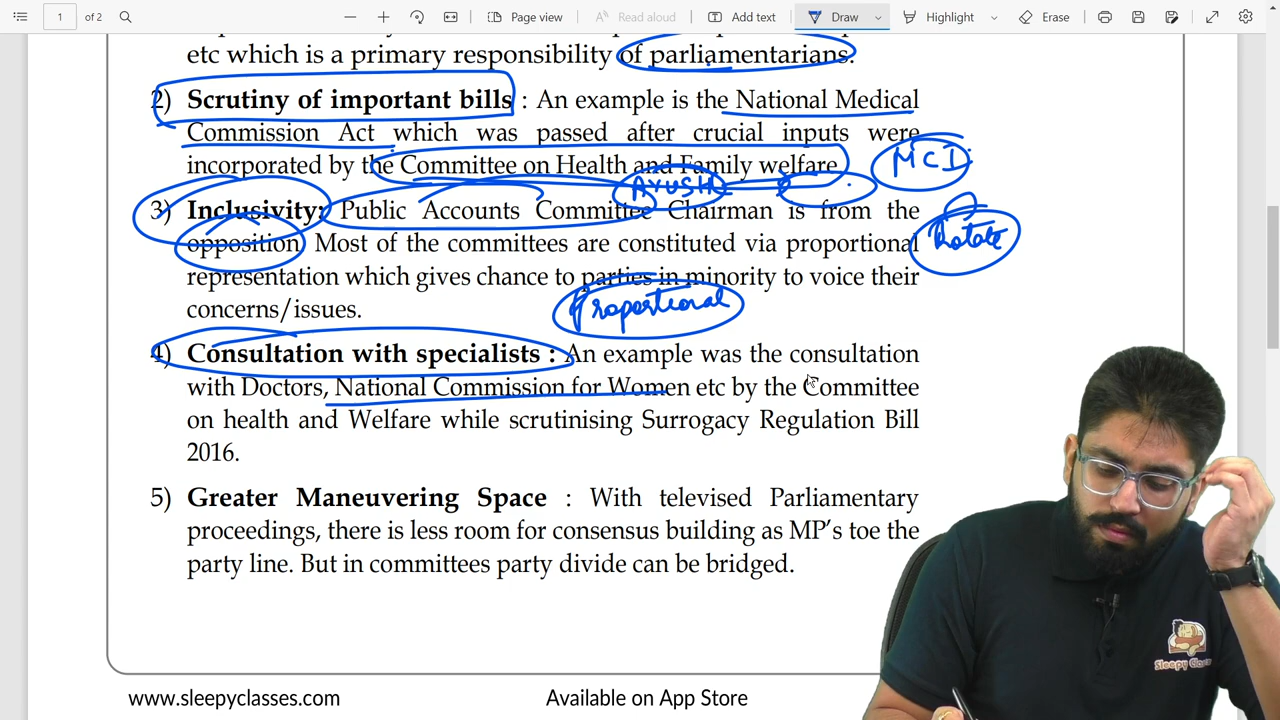 1 of 2 Page view Read aloud Add text Draw Highlight Erase
etc which is a primary responsibility of parliamentarians.
2) Scrutiny of important bills : An example is the National Medical
Commission Act which was passed after crucial inputs were
incorporated by the Committee on Health and Family welfare.
MCI
AYUSH
3) Inclusivity: Public Accounts Committee Chairman is from the
opposition. Most of the committees are constituted via proportional
Rotate
representation which gives chance to parties in minority to voice their
concerns/issues.
Proportional
4) Consultation with specialists : An example was the consultation
with Doctors, National Commission for Women etc by the Committee
on health and Welfare while scrutinising Surrogacy Regulation Bill
2016.
5) Greater Maneuvering Space : With televised Parliamentary
proceedings, there is less room for consensus building as MP's toe the
party line. But in committees party divide can be bridged.
Sleepy Classes
www.sleepyclasses.com Available on App Store